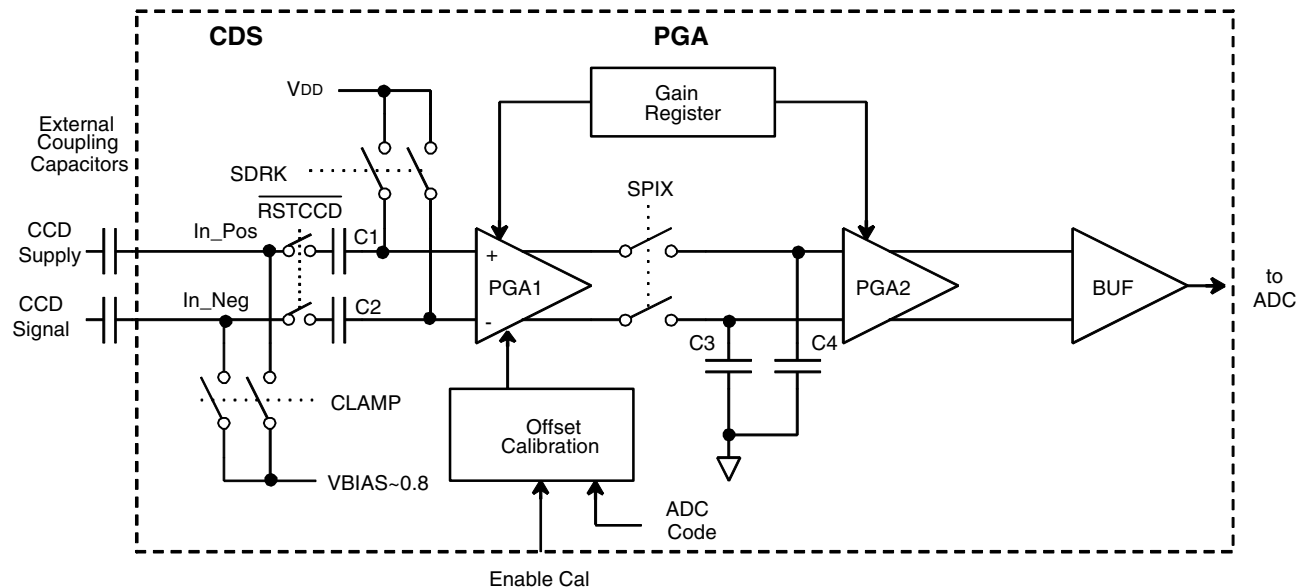 CDS
PGA
VDD
Gain
Register
External
Coupling
Capacitors
SDRK
SPIX
RSTCCD
CCD
Supply
In_Pos
C1
+
PGA1
-
PGA2
BUF
to
ADC
CCD
Signal
In_Neg
C2
C3
C4
CLAMP
Offset
Calibration
VBIAS~0.8
ADC
Code
Enable Cal